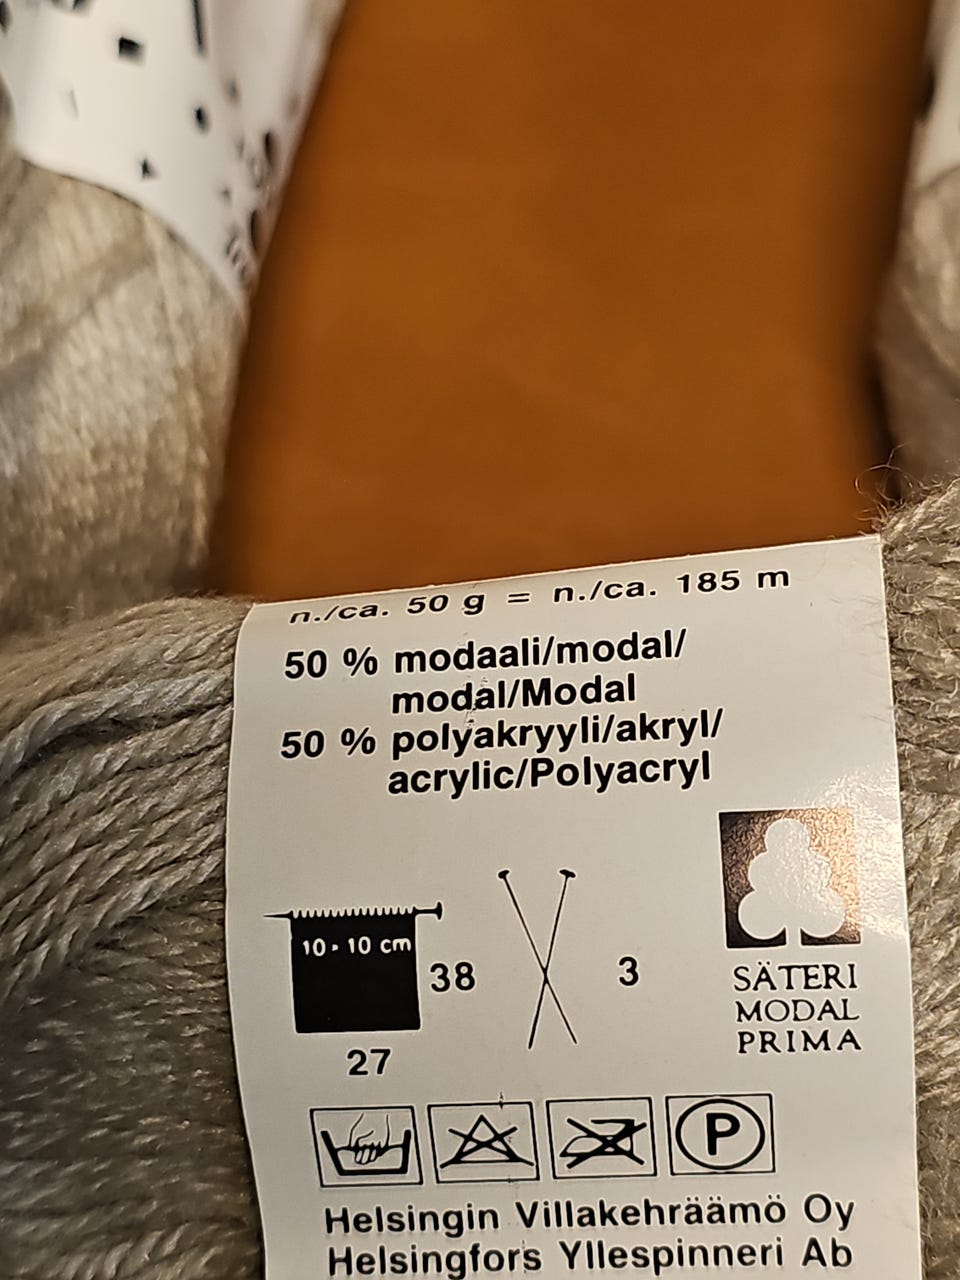 n./ca. 50 g = n./ca. 185 m
50 % modaali/modal/
modal/Modal
50 % polyakryyli/akryl/
acrylic/Polyacryl
10 • 10 cm
38
3
27
SÄTERI
MODAL
PRIMA
P
Helsingin Villakehräämö Oy
Helsingfors Yllespinneri Ab